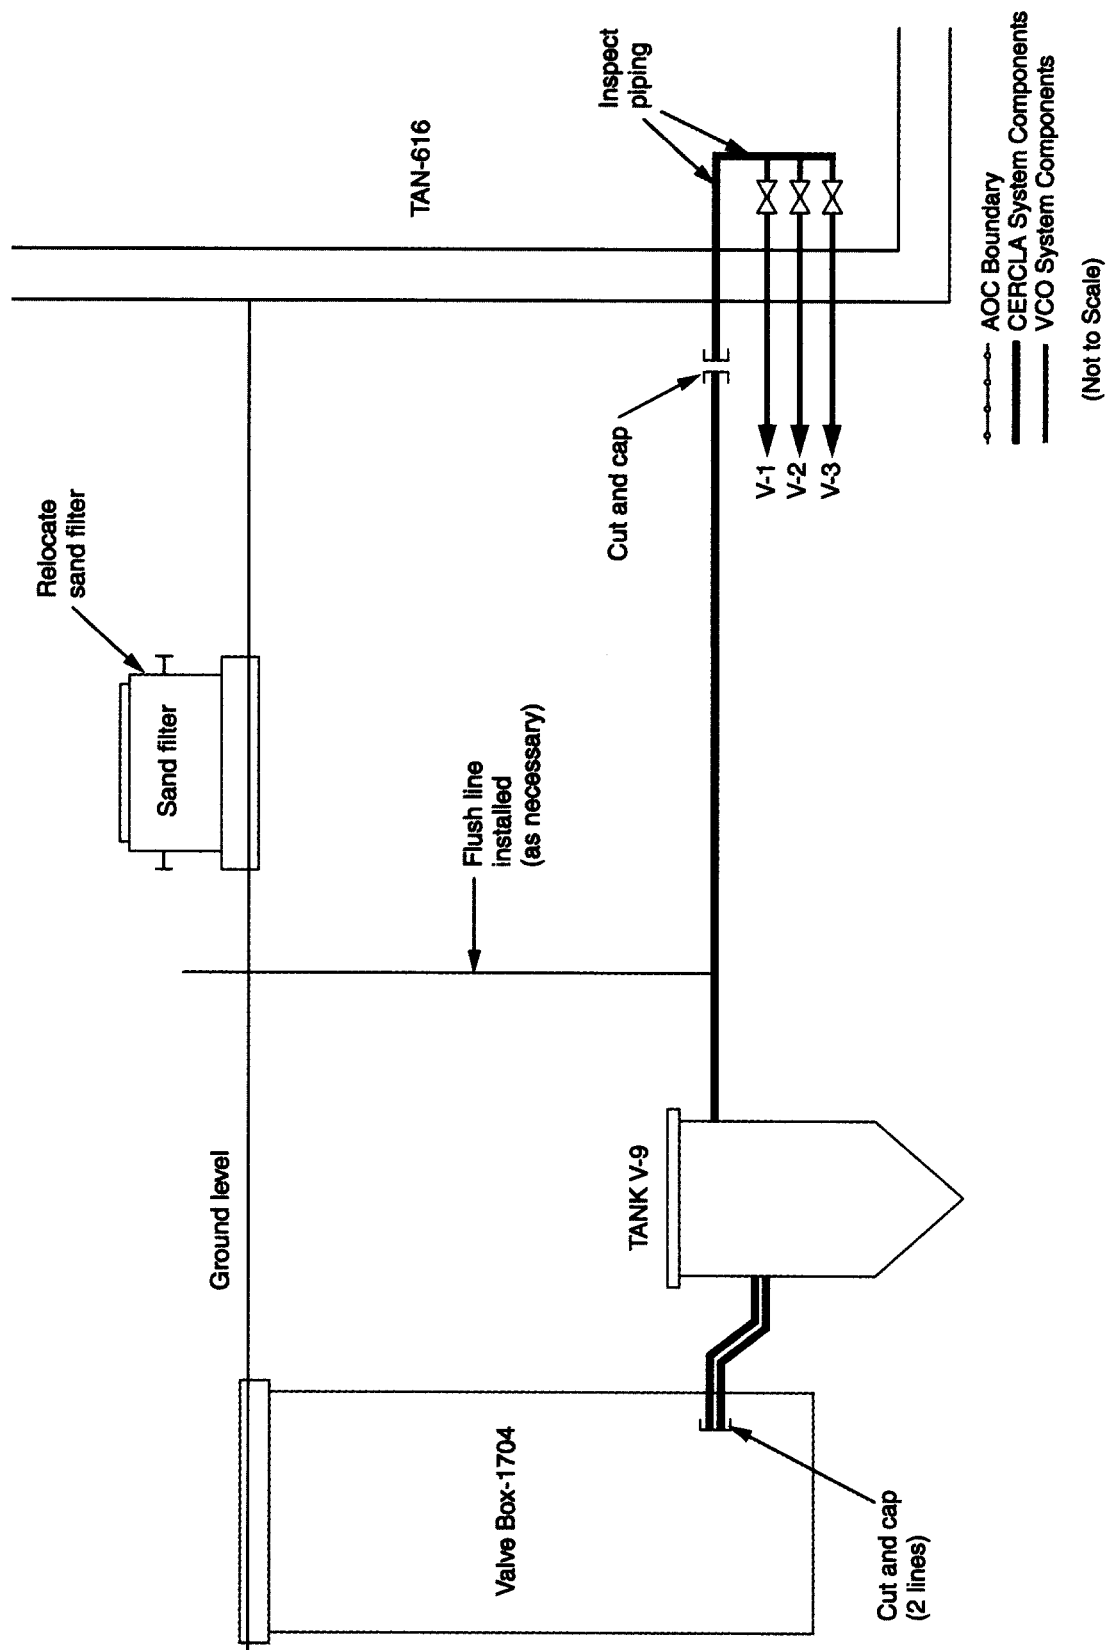 TAN-616
Inspect
piping
Relocate
sand filter
Sand filter
Ground level
Flush line
installed
(as necessary)
Cut and cap
V-1
V-2
V-3
TANK V-9
Valve Box-1704
Cut and cap
(2 lines)
AOC Boundary
CERCLA System Components
VCO System Components
(Not to Scale)